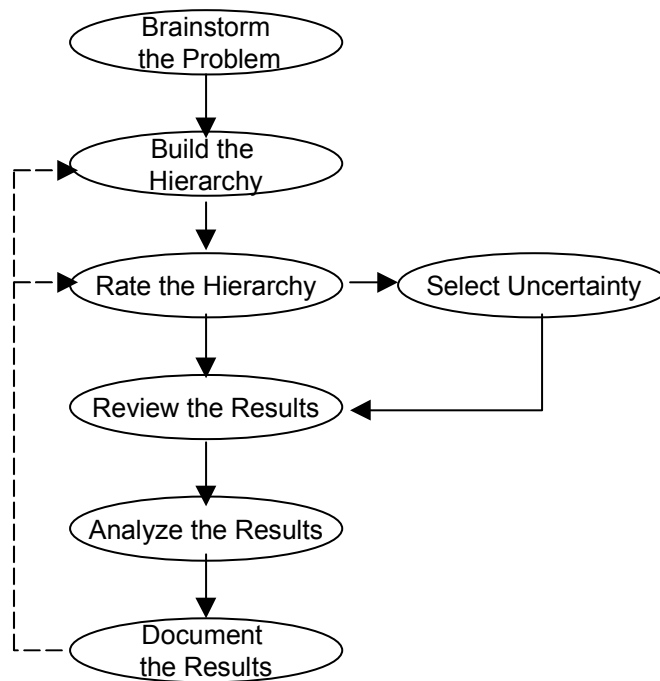 Brainstorm
the Problem
Build the
Hierarchy
Rate the Hierarchy
Select Uncertainty
Review the Results
Analyze the Results
Document
the Results